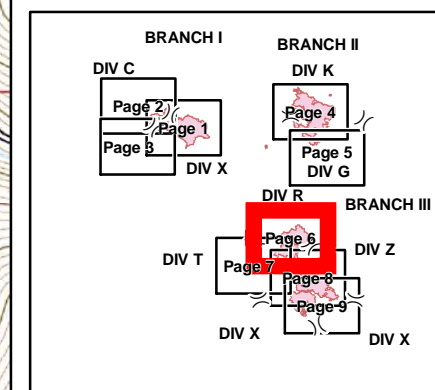 BRANCH I
BRANCH II
DIV C
DIV K
Page 2
Page 1
Page 4
Page 3
Page 5
DIV X
DIV G
DIV R
BRANCH III
Page 6
DIV T
DIV Z
Page 7
Page 8
Page 9
DIV X
DIV X